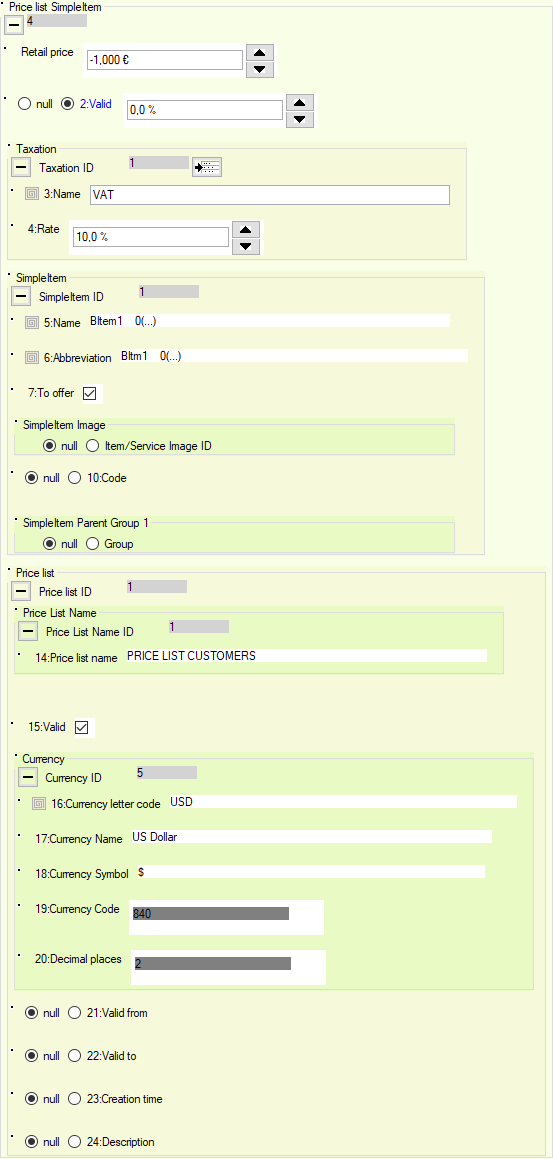 Price list SimpleItem
4
Retail price -1,000 €
null 2:Valid 0,0 %
Taxation
Taxation ID 1
3:Name VAT
4:Rate 10,0 %
SimpleItem
SimpleItem ID 1
5:Name BItem1 0(...)
6:Abbreviation BItm1 0(...)
7:To offer
SimpleItem Image
null Item/Service Image ID
null 10:Code
SimpleItem Parent Group 1
null Group
Price list
Price list ID 1
Price List Name
Price List Name ID 1
14:Price list name PRICE LIST CUSTOMERS
15:Valid
Currency
Currency ID 5
16:Currency letter code USD
17:Currency Name US Dollar
18:Currency Symbol $
19:Currency Code 840
20:Decimal places 2
null 21:Valid from
null 22:Valid to
null 23:Creation time
null 24:Description